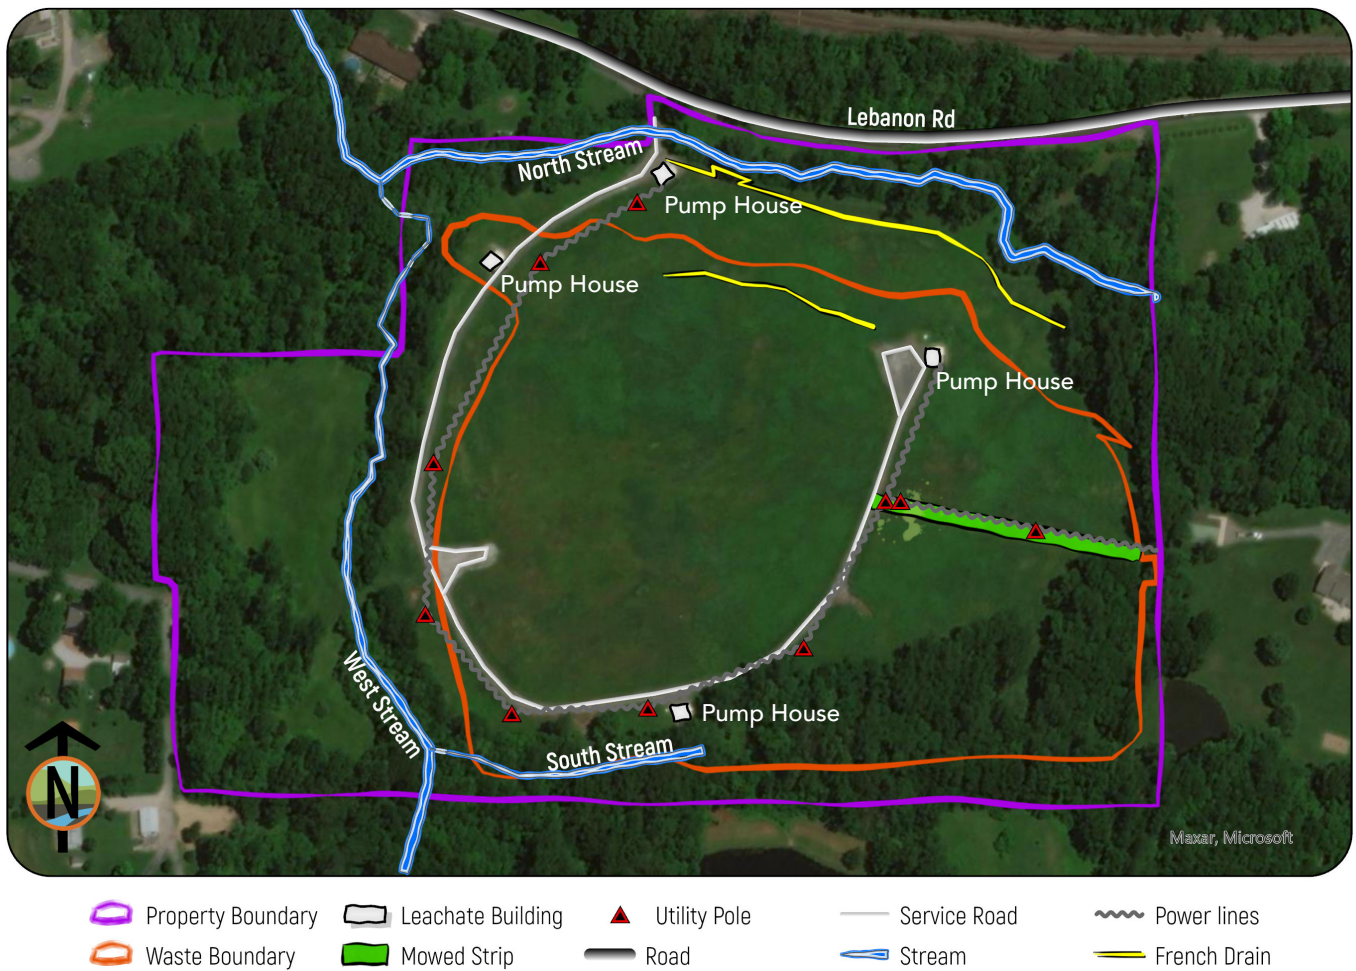 Lebanon Rd
North Stream
Pump House
Pump House
Pump House
West Stream
Pump House
South Stream
N
Maxar, Microsoft
Property Boundary
Leachate Building
Utility Pole
Service Road
Power lines
Waste Boundary
Mowed Strip
Road
Stream
French Drain